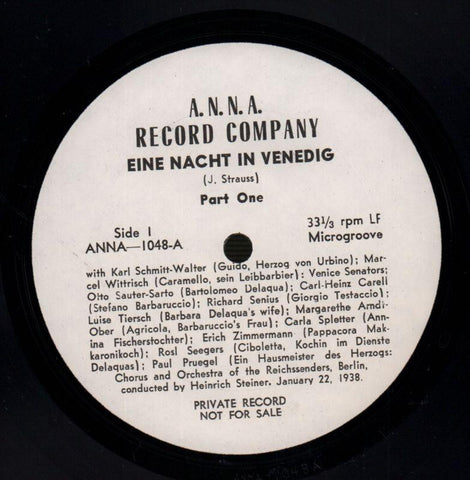 A.N.N.A.
RECORD COMPANY
EINE NACHT IN VENEDIG
(J. Strauss)
Part One
Side I
ANNA—1048-A
33⅓ rpm LF
Microgroove
with Karl Schmitt-Walter (Guido, Herzog von Urbino); Mar-
cel Wittrisch (Caramello, sein Leibbarbier); Venice Senators;
Otto Sauter-Sarto (Bartolomeo Delaqua); Carl-Heinz Carell
(Stefano Barbaruccio); Richard Senius (Giorgio Testaccio);
Luise Tiersch (Barbara Delaqua's wife); Margarethe Arndt-
Ober (Agricola, Barbaruccio's Frau); Carla Spletter (Ann-
ina Fischerstochter); Erich Zimmermann (Pappacora Mak-
karonikoch); Rosl Seegers (Ciboletta, Kochin im Dienste
Delaquas); Paul Pruegel (Ein Hausmeister des Herzogs;
Chorus and Orchestra of the Reichssenders, Berlin,
conducted by Heinrich Steiner. January 22, 1938.
PRIVATE RECORD
NOT FOR SALE